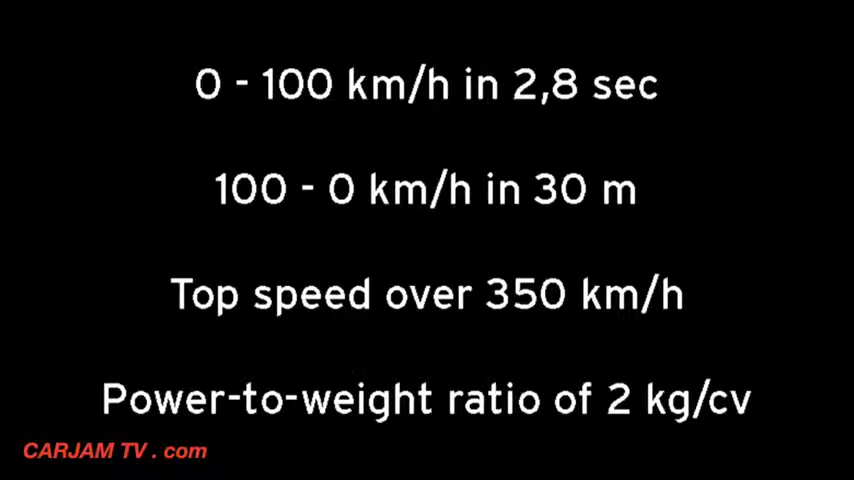 0 - 100 km/h in 2,8 sec
100 - 0 km/h in 30 m
Top speed over 350 km/h
Power-to-weight ratio of 2 kg/cv
CARJAM TV . com